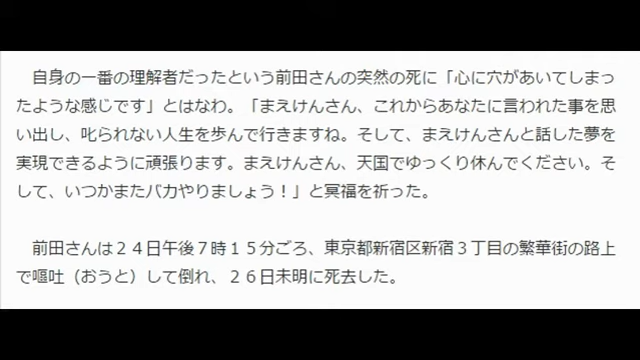 自身の一番の理解者だったという前田さんの突然の死に「心に穴があいてしまっ
たような感じです」とはなわ。「まえけんさん、これからあなたに言われた事を思
い出し、叱られない人生を歩んで行きますね。そして、まえけんさんと話した夢を
実現できるように頑張ります。まえけんさん、天国でゆっくり休んでください。そ
して、いつかまたバカやりましょう！」と冥福を祈った。
前田さんは２４日午後７時１５分ごろ、東京都新宿区新宿３丁目の繁華街の路上
で嘔吐（おうと）して倒れ、２６日未明に死去した。